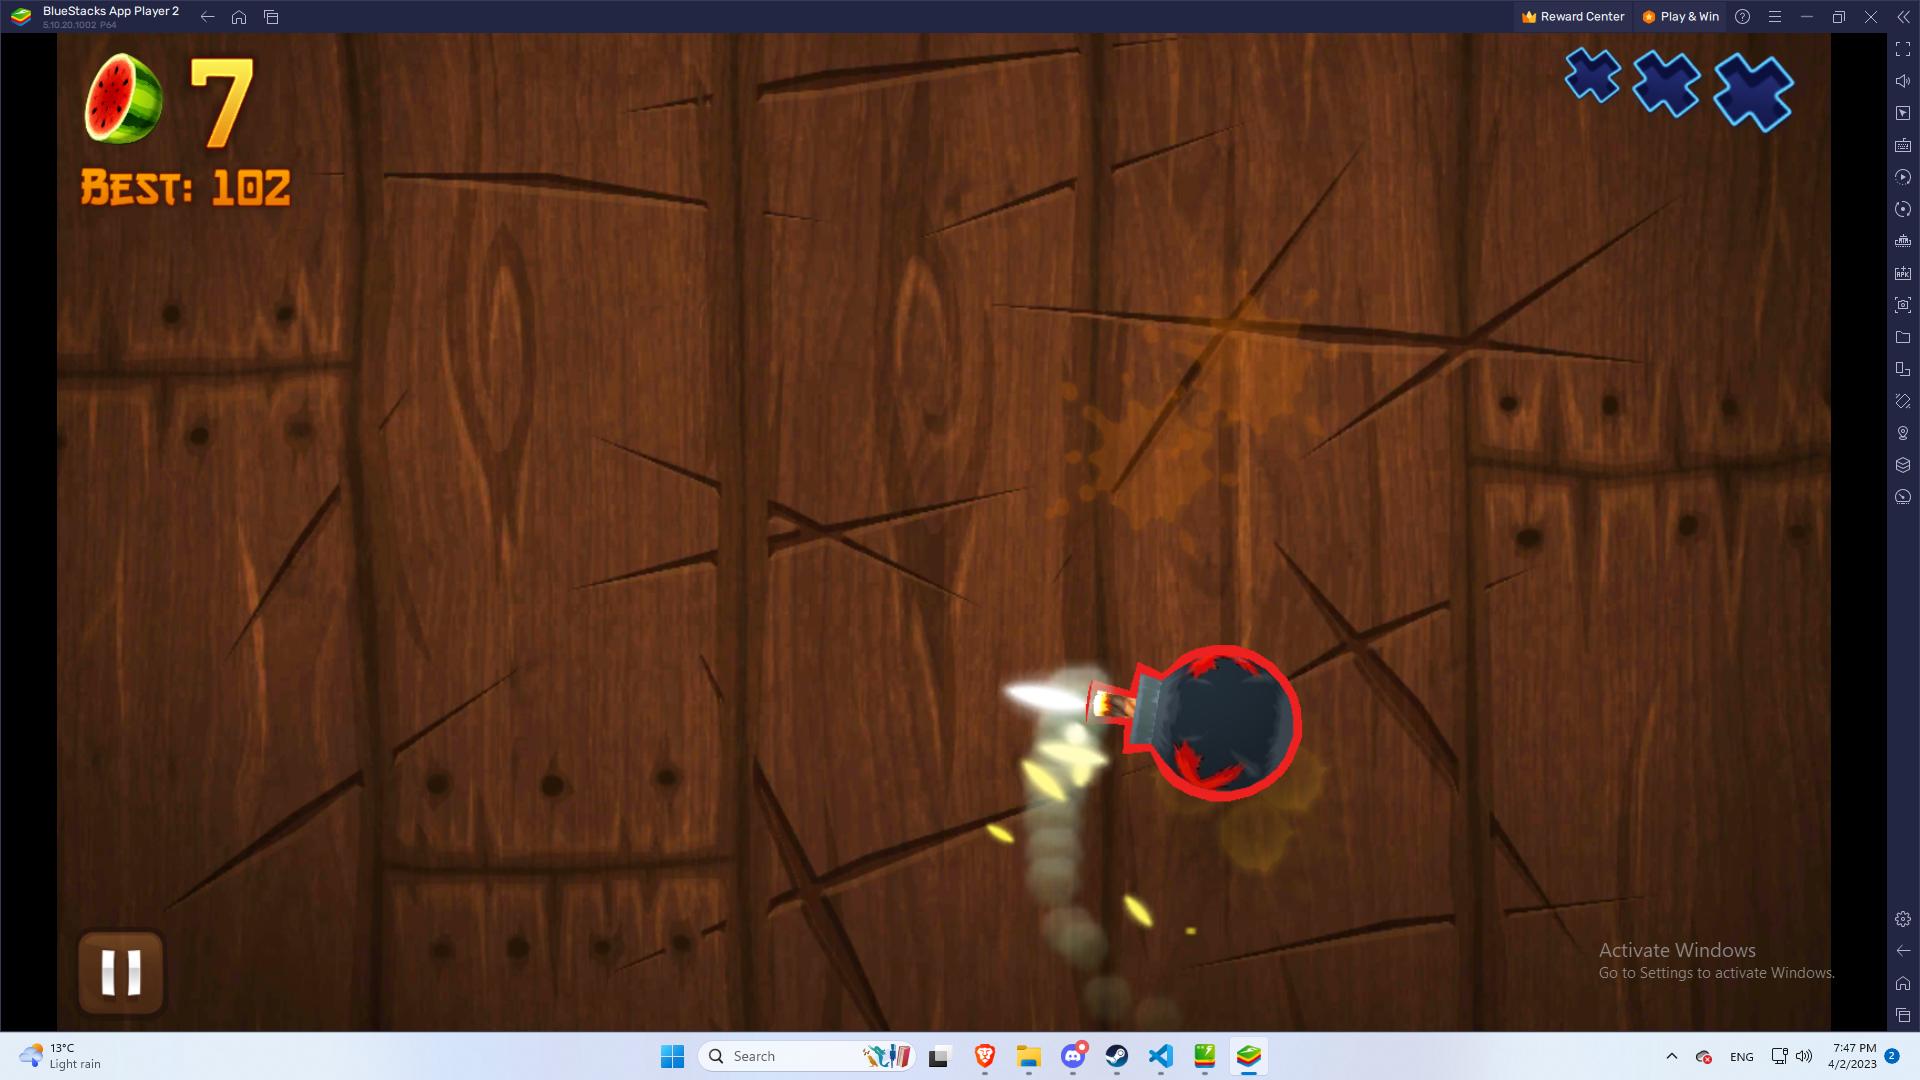 BlueStacks App Player 2
5.10.20.1002 P64
Reward Center
Play & Win
7
BEST: 102
Activate Windows
Go to Settings to activate Windows.
13°C
Light rain
Search
ENG
7:47 PM
4/2/2023
2